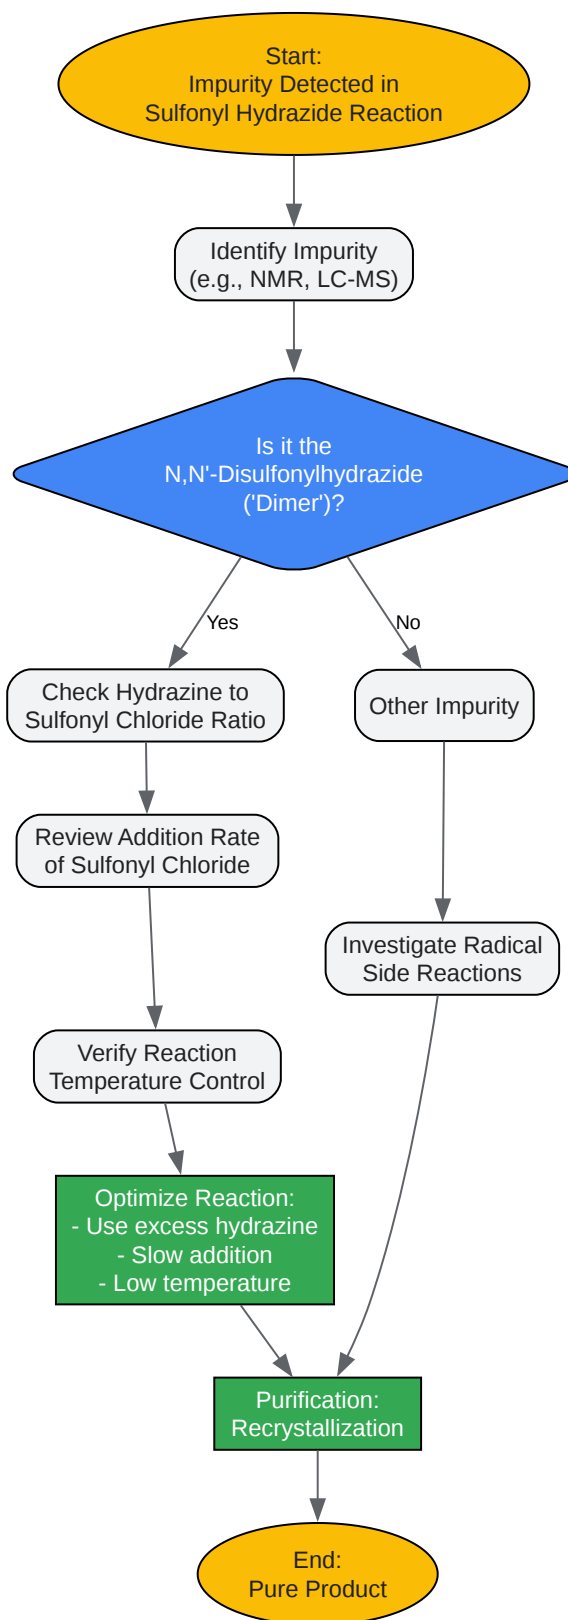 Start:
Impurity Detected in
Sulfonyl Hydrazide Reaction
Identify Impurity
(e.g., NMR, LC-MS)
Is it the
N,N'-Disulfonylhydrazide
('Dimer')?
Yes
No
Check Hydrazine to
Sulfonyl Chloride Ratio
Other Impurity
Review Addition Rate
of Sulfonyl Chloride
Investigate Radical
Side Reactions
Verify Reaction
Temperature Control
Optimize Reaction:
- Use excess hydrazine
- Slow addition
- Low temperature
Purification:
Recrystallization
End:
Pure Product